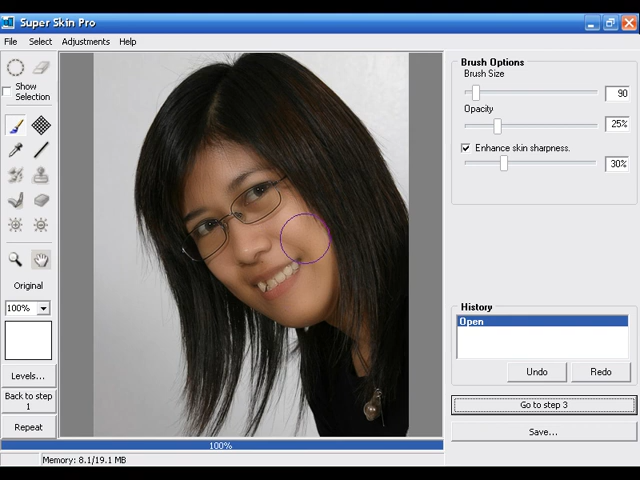 Super Skin Pro
File Select Adjustments Help
Show
Selection
Original
100%
Levels...
Back to step
1
Repeat
100%
Memory: 8.1/19.1 MB
Brush Options
Brush Size
90
Opacity
25%
Enhance skin sharpness.
30%
History
Open
Undo Redo
Go to step 3
Save...